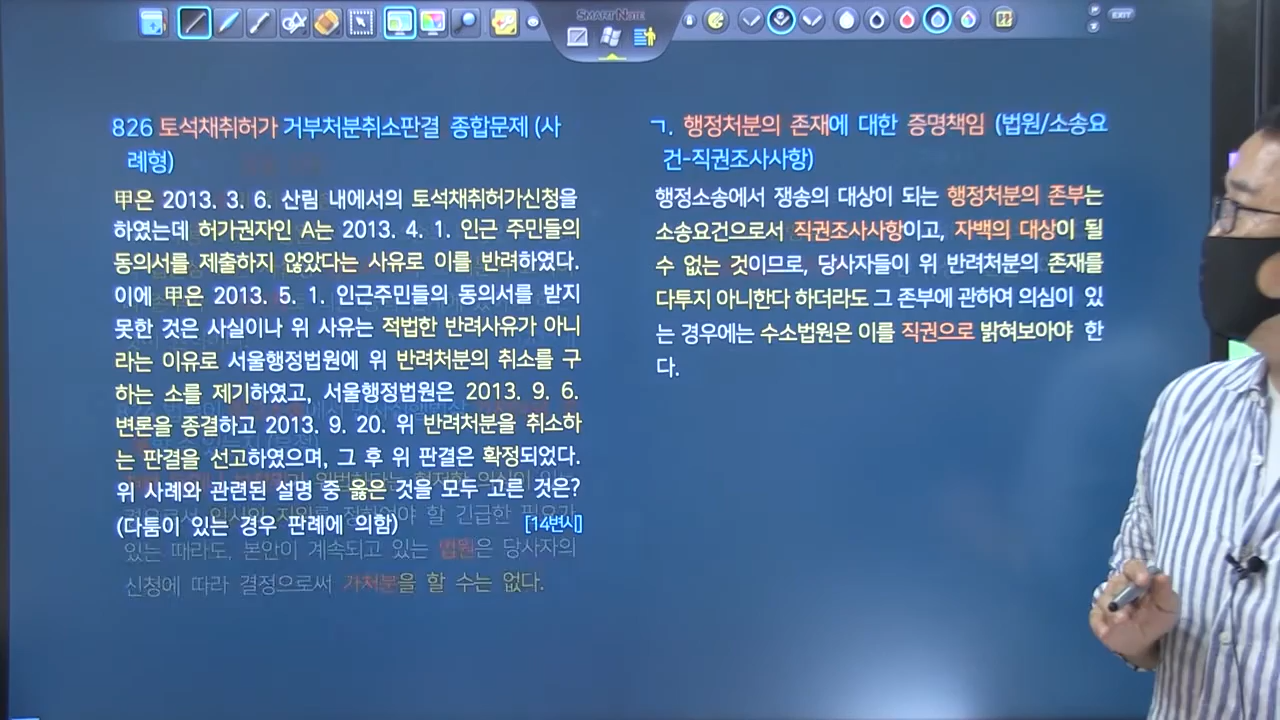 SMARTNOTE
EXIT
826 토석채취허가 거부처분취소판결 종합문제 (사
례형)
甲은 2013. 3. 6. 산림 내에서의 토석채취허가신청을
하였는데 허가권자인 A는 2013. 4. 1. 인근 주민들의
동의서를 제출하지 않았다는 사유로 이를 반려하였다.
이에 甲은 2013. 5. 1. 인근주민들의 동의서를 받지
못한 것은 사실이나 위 사유는 적법한 반려사유가 아니
라는 이유로 서울행정법원에 위 반려처분의 취소를 구
하는 소를 제기하였고, 서울행정법원은 2013. 9. 6.
변론을 종결하고 2013. 9. 20. 위 반려처분을 취소하
는 판결을 선고하였으며, 그 후 위 판결은 확정되었다.
위 사례와 관련된 설명 중 옳은 것을 모두 고른 것은?
(다툼이 있는 경우 판례에 의함) [14변시]
있는 때라도, 본안이 계속되고 있는 법원은 당사자의
신청에 따라 결정으로써 가처분을 할 수는 없다.
ㄱ. 행정처분의 존재에 대한 증명책임 (법원/소송요
건-직권조사사항)
행정소송에서 쟁송의 대상이 되는 행정처분의 존부는
소송요건으로서 직권조사사항이고, 자백의 대상이 될
수 없는 것이므로, 당사자들이 위 반려처분의 존재를
다투지 아니한다 하더라도 그 존부에 관하여 의심이 있
는 경우에는 수소법원은 이를 직권으로 밝혀보아야 한
다.